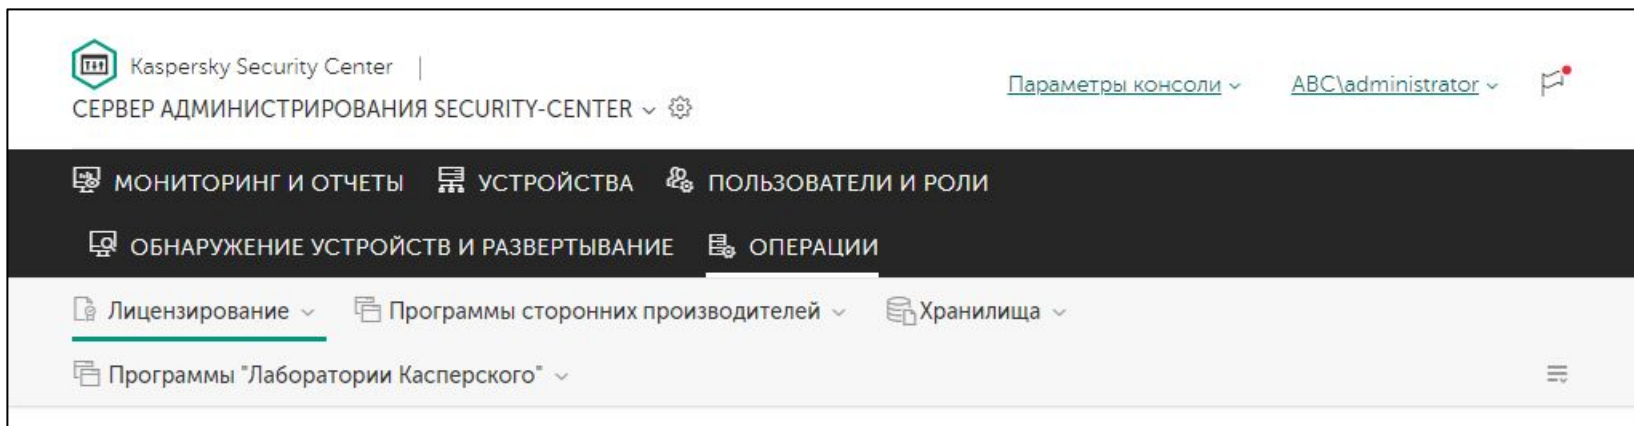 Kaspersky Security Center |
СЕРВЕР АДМИНИСТРИРОВАНИЯ SECURITY-CENTER
Параметры консоли ABC\administrator
МОНИТОРИНГ И ОТЧЕТЫ УСТРОЙСТВА ПОЛЬЗОВАТЕЛИ И РОЛИ
ОБНАРУЖЕНИЕ УСТРОЙСТВ И РАЗВЕРТЫВАНИЕ ОПЕРАЦИИ
Лицензирование Программы сторонних производителей Хранилища
Программы "Лаборатории Касперского"